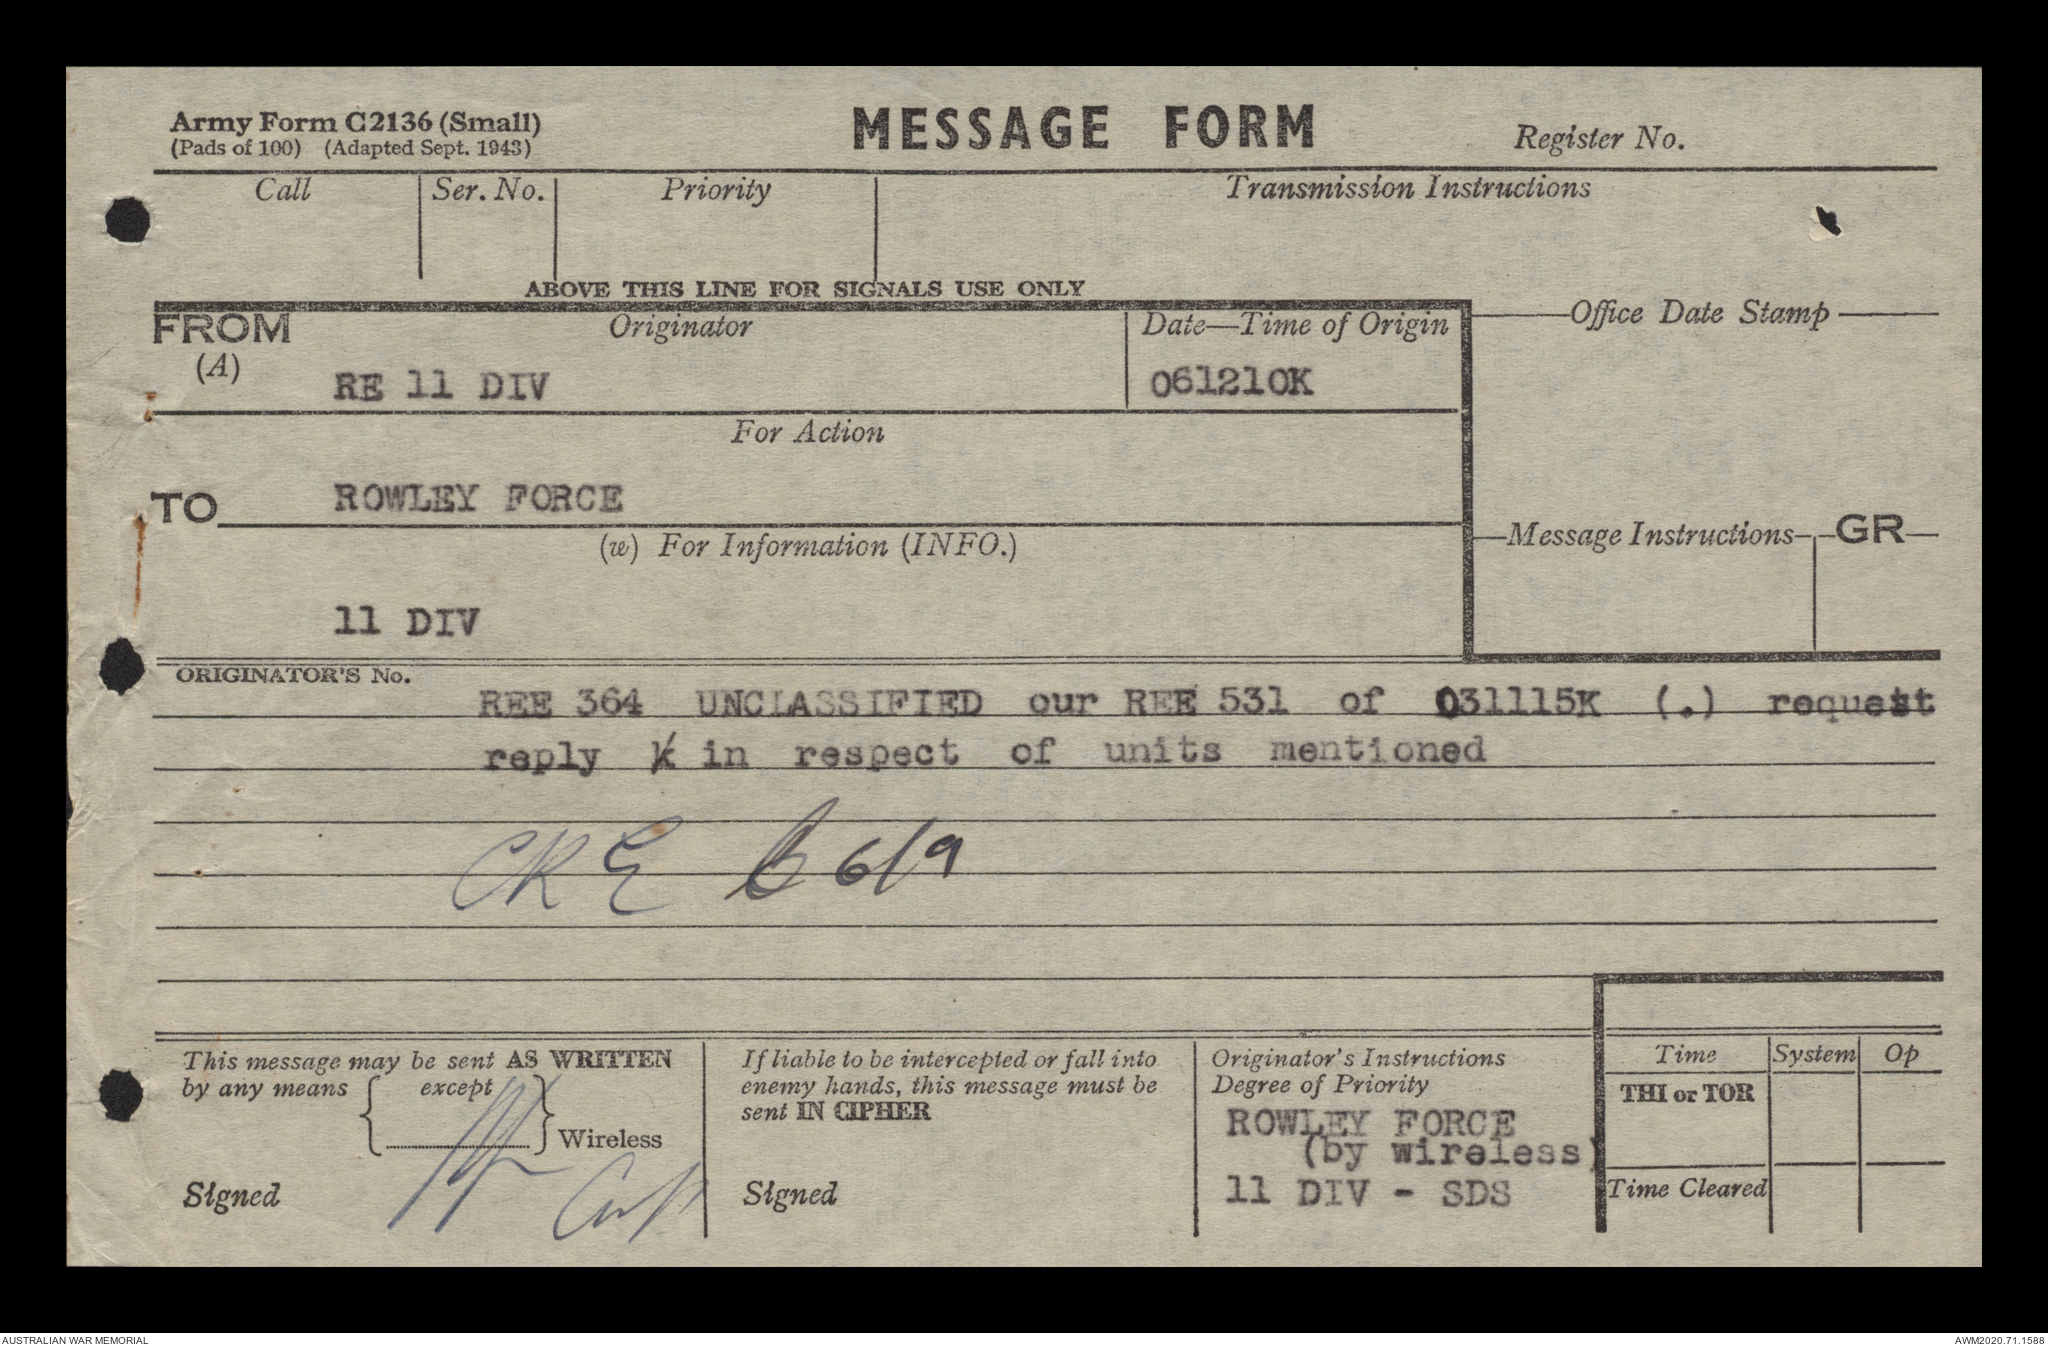 Army Form C2136 (Small)
(Pads of 100) (Adapted Sept. 1943)
MESSAGE FORM
Register No.
Call Ser. No. Priority Transmission Instructions
ABOVE THIS LINE FOR SIGNALS USE ONLY
FROM Originator Date—Time of Origin Office Date Stamp
(A)
RE 11 DIV 061210K
For Action
TO ROWLEY FORCE
(w) For Information (INFO.) Message Instructions GR
11 DIV
ORIGINATOR'S No.
REE 364 UNCLASSIFIED our REE 531 of 031115K (.) request
reply in respect of units mentioned
CRE 6/9
This message may be sent AS WRITTEN
by any means { except }
Wireless
Signed
If liable to be intercepted or fall into
enemy hands, this message must be
sent IN CIPHER
Signed
Originator's Instructions
Degree of Priority
ROWLEY FORCE
(by wireless)
11 DIV - SDS
Time System Op
THI or TOR
Time Cleared
AUSTRALIAN WAR MEMORIAL
AWM2020.71.1588